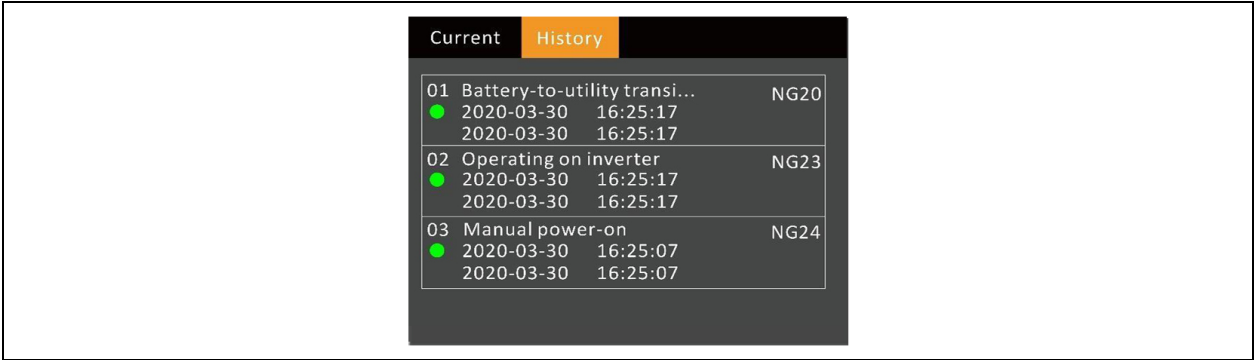 Current History
01 Battery-to-utility transi... NG20
2020-03-30 16:25:17
2020-03-30 16:25:17
02 Operating on inverter NG23
2020-03-30 16:25:17
2020-03-30 16:25:17
03 Manual power-on NG24
2020-03-30 16:25:07
2020-03-30 16:25:07